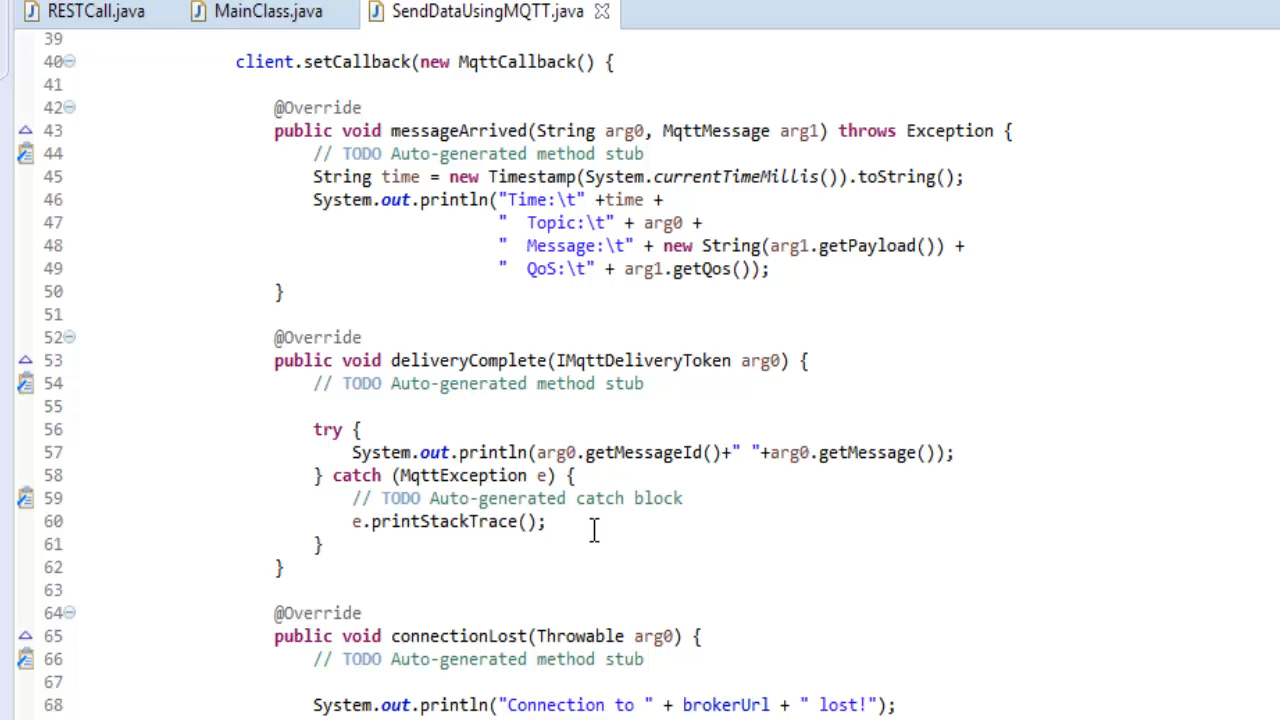 RESTCall.java MainClass.java SendDataUsingMQTT.java
39
40 client.setCallback(new MqttCallback() {
41
42 @Override
43 public void messageArrived(String arg0, MqttMessage arg1) throws Exception {
44 // TODO Auto-generated method stub
45 String time = new Timestamp(System.currentTimeMillis()).toString();
46 System.out.println("Time:\t" +time +
47 "  Topic:\t" + arg0 +
48 "  Message:\t" + new String(arg1.getPayload()) +
49 "  QoS:\t" + arg1.getQos());
50 }
51
52 @Override
53 public void deliveryComplete(IMqttDeliveryToken arg0) {
54 // TODO Auto-generated method stub
55
56 try {
57 System.out.println(arg0.getMessageId()+" "+arg0.getMessage());
58 } catch (MqttException e) {
59 // TODO Auto-generated catch block
60 e.printStackTrace();
61 }
62 }
63
64 @Override
65 public void connectionLost(Throwable arg0) {
66 // TODO Auto-generated method stub
67
68 System.out.println("Connection to " + brokerUrl + " lost!");